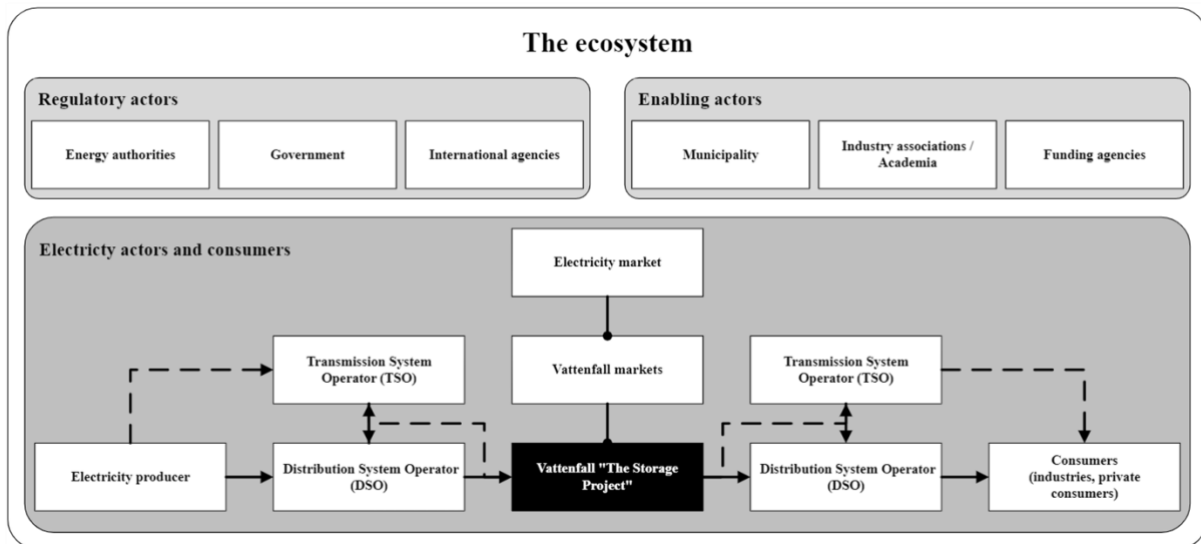 The ecosystem
Regulatory actors
Energy authorities
Government
International agencies
Enabling actors
Municipality
Industry associations /
Academia
Funding agencies
Electricty actors and consumers
Electricity market
Transmission System
Operator (TSO)
Vattenfall markets
Transmission System
Operator (TSO)
Electricity producer
Distribution System Operator
(DSO)
Vattenfall "The Storage
Project"
Distribution System Operator
(DSO)
Consumers
(industries, private
consumers)